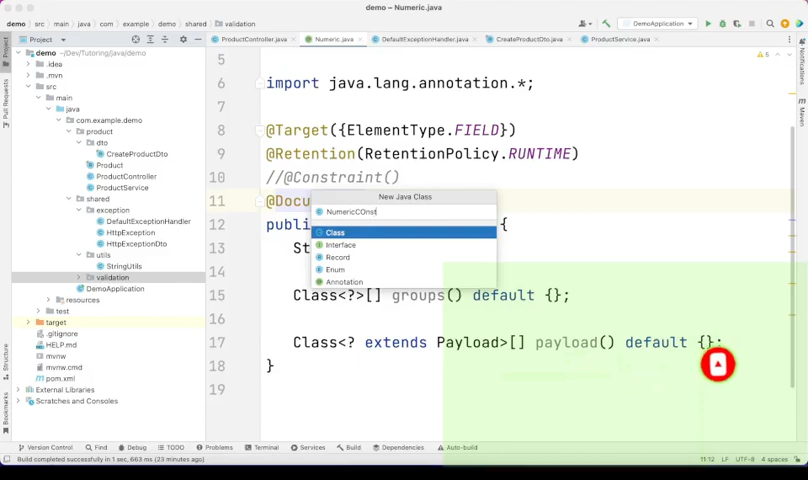 demo – Numeric.java
demo › src › main › java › com › example › demo › shared › validation
DemoApplication
Project
ProductController.java
Numeric.java
DefaultExceptionHandler.java
CreateProductDto.java
ProductService.java
demo ~/Dev/Tutoring/java/demo
.idea
.mvn
src
main
java
com.example.demo
product
dto
CreateProductDto
Product
ProductController
ProductService
shared
exception
DefaultExceptionHandler
HttpException
HttpExceptionDto
utils
StringUtils
validation
DemoApplication
resources
test
target
.gitignore
HELP.md
mvnw
mvnw.cmd
pom.xml
External Libraries
Scratches and Consoles
5
6 import java.lang.annotation.*;
7
8 @Target({ElementType.FIELD})
9 @Retention(RetentionPolicy.RUNTIME)
10 //@Constraint()
11 @Docu
12 publi {
13 St
14
15 Class<?>[] groups() default {};
16
17 Class<? extends Payload>[] payload() default {};
18 }
19
New Java Class
NumericCOnst
Class
Interface
Record
Enum
Annotation
Project
Pull Requests
Structure
Bookmarks
Notifications
Maven
6
Version Control
Find
Debug
TODO
Problems
Terminal
Services
Build
Dependencies
Auto-build
Build completed successfully in 1 sec, 663 ms (23 minutes ago)
11:12 LF UTF-8 4 spaces